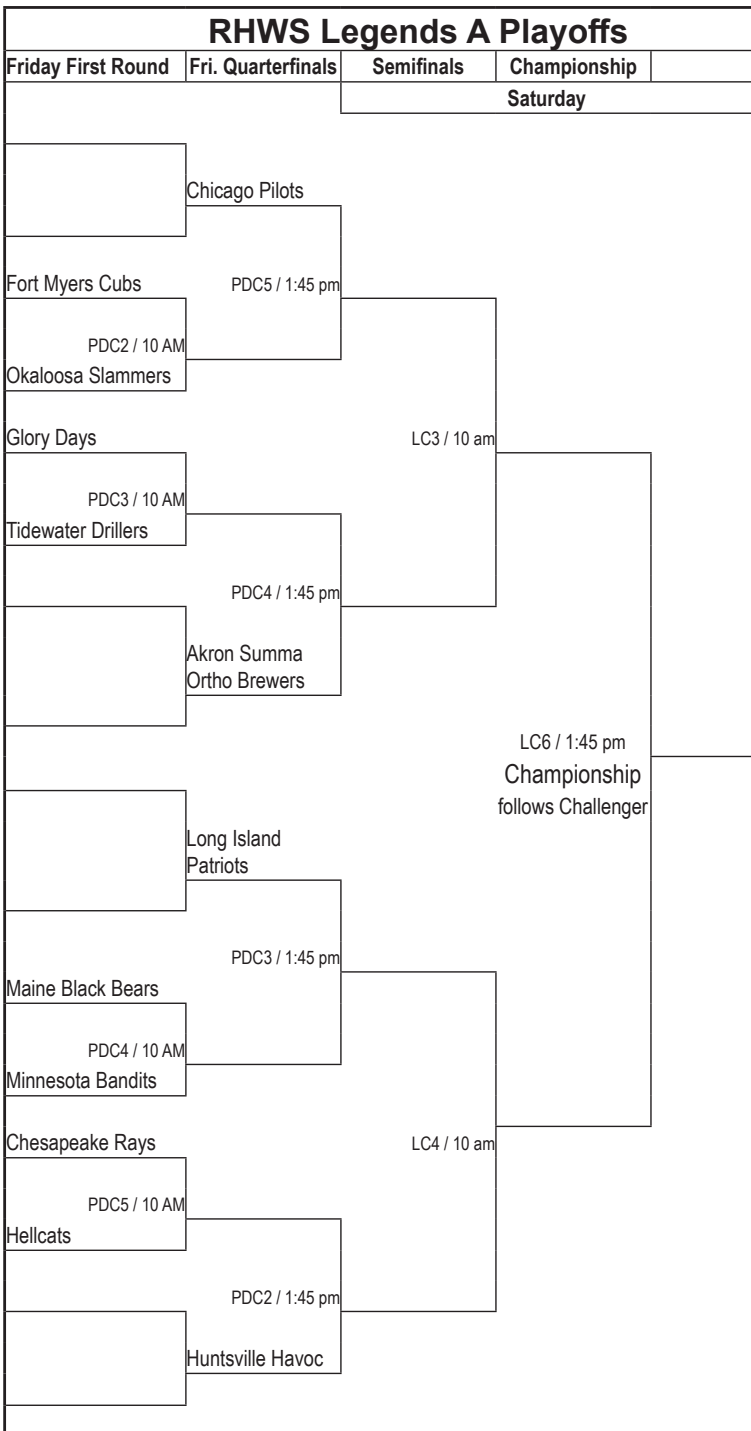 RHWS Legends A Playoffs
Friday First Round Fri. Quarterfinals Semifinals Championship
Saturday
Chicago Pilots
Fort Myers Cubs
PDC5 / 1:45 pm
PDC2 / 10 AM
Okaloosa Slammers
Glory Days
LC3 / 10 am
PDC3 / 10 AM
Tidewater Drillers
PDC4 / 1:45 pm
Akron Summa
Ortho Brewers
LC6 / 1:45 pm
Championship
follows Challenger
Long Island
Patriots
PDC3 / 1:45 pm
Maine Black Bears
PDC4 / 10 AM
Minnesota Bandits
Chesapeake Rays
LC4 / 10 am
PDC5 / 10 AM
Hellcats
PDC2 / 1:45 pm
Huntsville Havoc